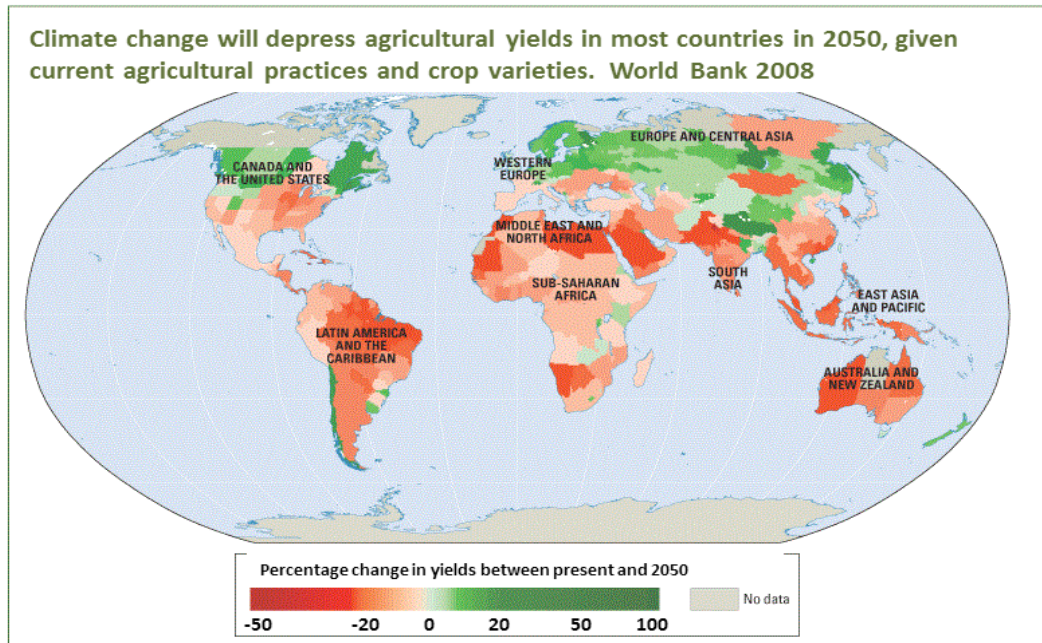 Climate change will depress agricultural yields in most countries in 2050, given
current agricultural practices and crop varieties. World Bank 2008
EUROPE AND CENTRAL ASIA
CANADA AND
THE UNITED STATES
WESTERN
EUROPE
MIDDLE EAST AND
NORTH AFRICA
SUB-SAHARAN
AFRICA
SOUTH
ASIA
EAST ASIA
AND PACIFIC
LATIN AMERICA
AND THE
CARIBBEAN
AUSTRALIA AND
NEW ZEALAND
Percentage change in yields between present and 2050
No data
-50 -20 0 20 50 100